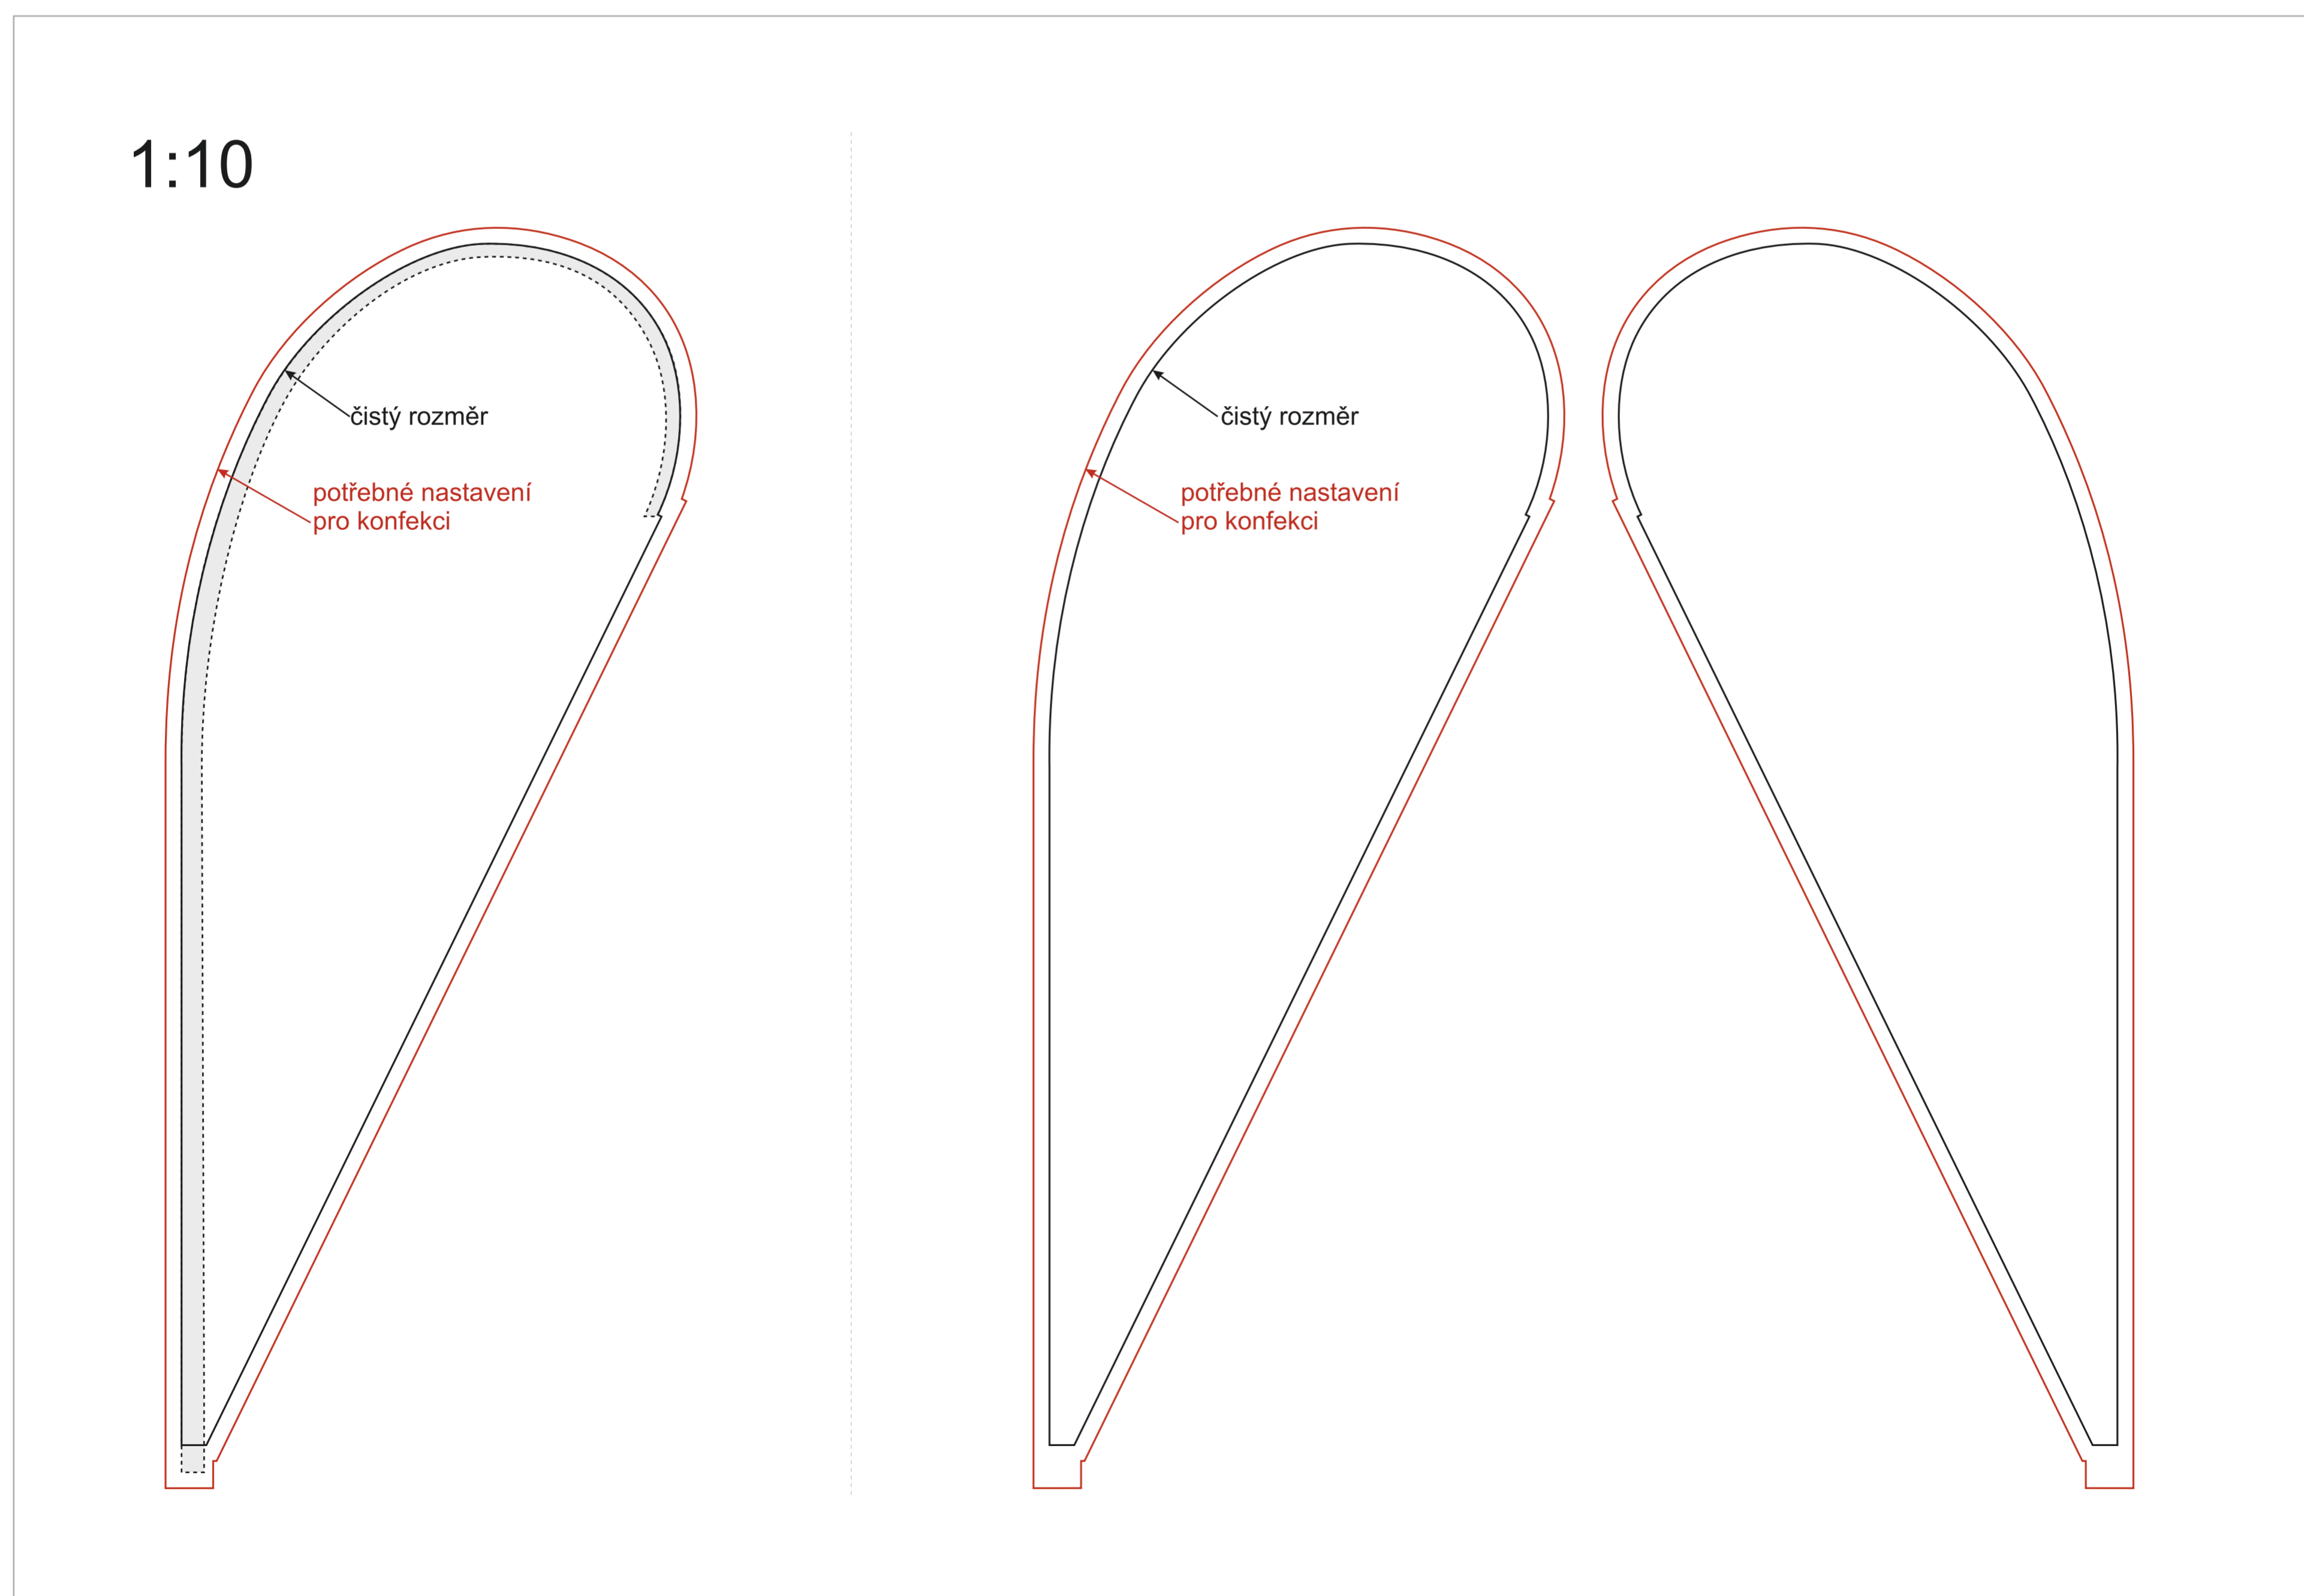 1:10
čistý rozměr
potřebné nastavení
pro konfekci
čistý rozměr
potřebné nastavení
pro konfekci